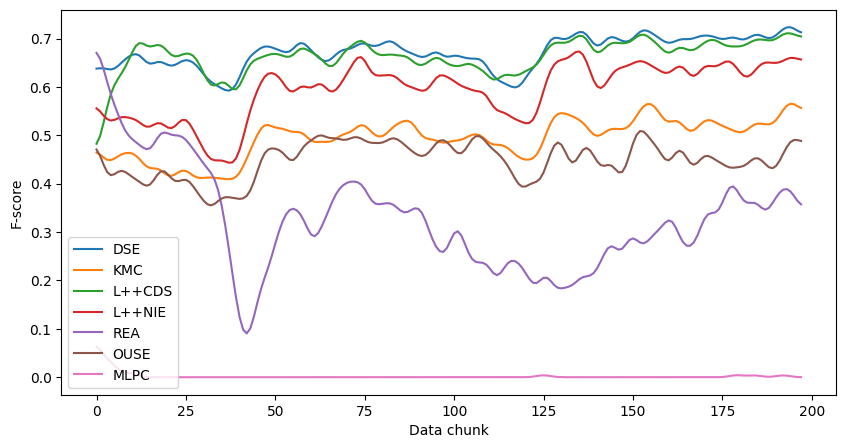 0.7
0.6
0.5
0.4
0.3
0.2
0.1
0.0
F-score
DSE
KMC
L++CDS
L++NIE
REA
OUSE
MLPC
0 25 50 75 100 125 150 175 200
Data chunk